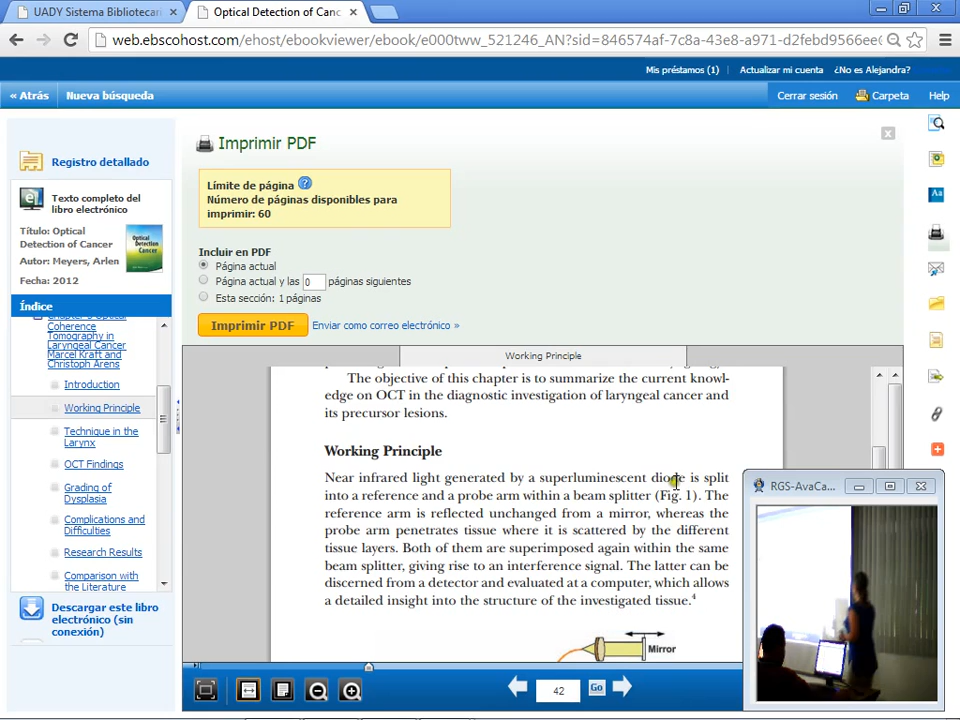 UADY Sistema Bibliotecari
Optical Detection of Canc
web.ebscohost.com/ehost/ebookviewer/ebook/e000tww_521246_AN?sid=846574af-7c8a-43e8-a971-d2febd9566ee
Mis préstamos (1) Actualizar mi cuenta ¿No es Alejandra?
« Atrás Nueva búsqueda Cerrar sesión Carpeta Help
Registro detallado
Texto completo del
libro electrónico
Título: Optical
Detection of Cancer
Autor: Meyers, Arlen
Fecha: 2012
Optical
Detection
Cancer
Índice
Coherence
Tomography in
Laryngeal Cancer
Marcel Kraft and
Christoph Arens
Introduction
Working Principle
Technique in the
Larynx
OCT Findings
Grading of
Dysplasia
Complications and
Difficulties
Research Results
Comparison with
the Literature
Descargar este libro
electrónico (sin
conexión)
Imprimir PDF
Límite de página
Número de páginas disponibles para
imprimir: 60
Incluir en PDF
Página actual
Página actual y las 0 páginas siguientes
Esta sección: 1 páginas
Imprimir PDF Enviar como correo electrónico »
Working Principle
The objective of this chapter is to summarize the current knowl-
edge on OCT in the diagnostic investigation of laryngeal cancer and
its precursor lesions.
Working Principle
Near infrared light generated by a superluminescent diode is split
into a reference and a probe arm within a beam splitter (Fig. 1). The
reference arm is reflected unchanged from a mirror, whereas the
probe arm penetrates tissue where it is scattered by the different
tissue layers. Both of them are superimposed again within the same
beam splitter, giving rise to an interference signal. The latter can be
discerned from a detector and evaluated at a computer, which allows
a detailed insight into the structure of the investigated tissue.4
Mirror
42 Go
Aa
RGS-AvaCa...